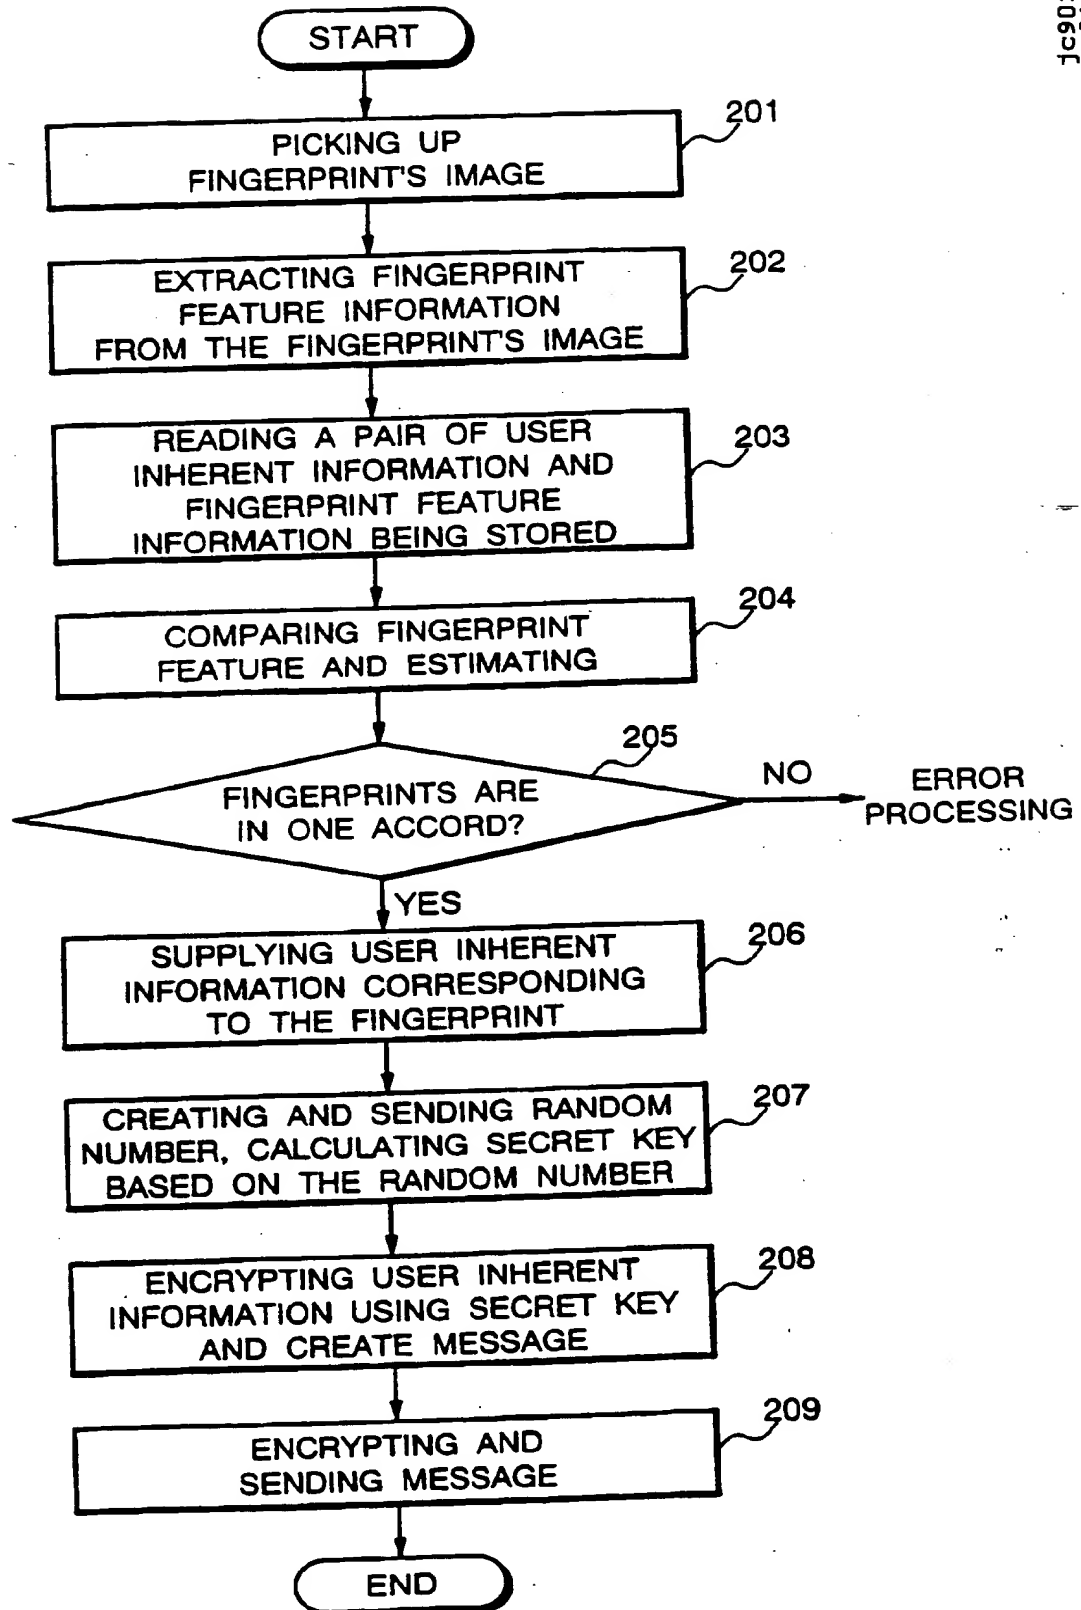 START
201
PICKING UP
FINGERPRINT'S IMAGE
202
EXTRACTING FINGERPRINT
FEATURE INFORMATION
FROM THE FINGERPRINT'S IMAGE
203
READING A PAIR OF USER
INHERENT INFORMATION AND
FINGERPRINT FEATURE
INFORMATION BEING STORED
204
COMPARING FINGERPRINT
FEATURE AND ESTIMATING
205
FINGERPRINTS ARE
IN ONE ACCORD?
NO
ERROR
PROCESSING
YES
206
SUPPLYING USER INHERENT
INFORMATION CORRESPONDING
TO THE FINGERPRINT
207
CREATING AND SENDING RANDOM
NUMBER, CALCULATING SECRET KEY
BASED ON THE RANDOM NUMBER
208
ENCRYPTING USER INHERENT
INFORMATION USING SECRET KEY
AND CREATE MESSAGE
209
ENCRYPTING AND
SENDING MESSAGE
END